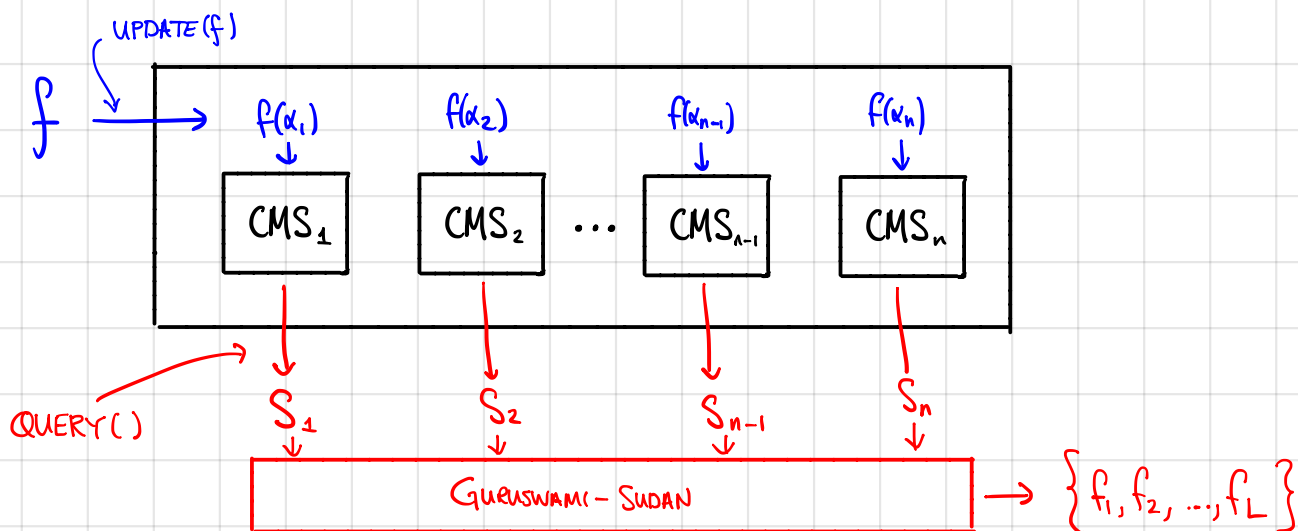 UPDATE(f)
f
f(α₁) f(α₂) f(αₙ₋₁) f(αₙ)
CMS₁ CMS₂ ... CMSₙ₋₁ CMSₙ
QUERY()
S₁ S₂ Sₙ₋₁ Sₙ
GURUSWAMI-SUDAN
{f₁, f₂, ..., f_L}